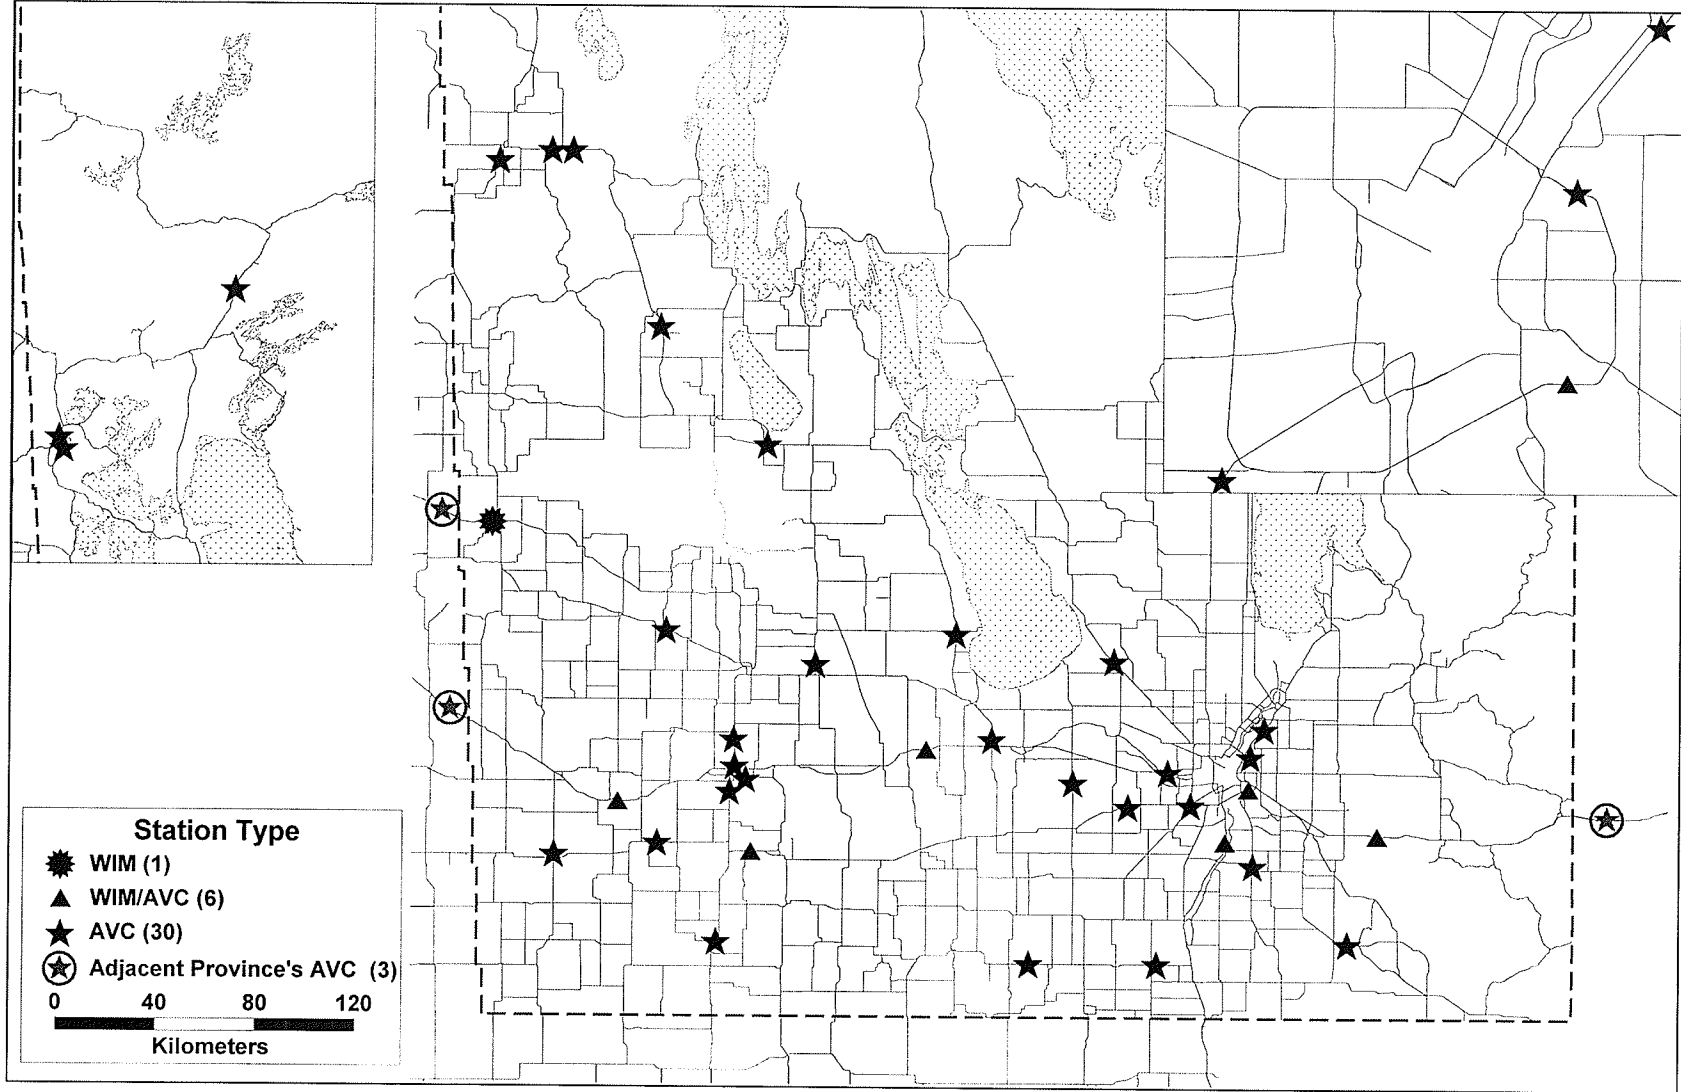 Station Type
WIM (1)
WIM/AVC (6)
AVC (30)
Adjacent Province's AVC (3)
0 40 80 120
Kilometers